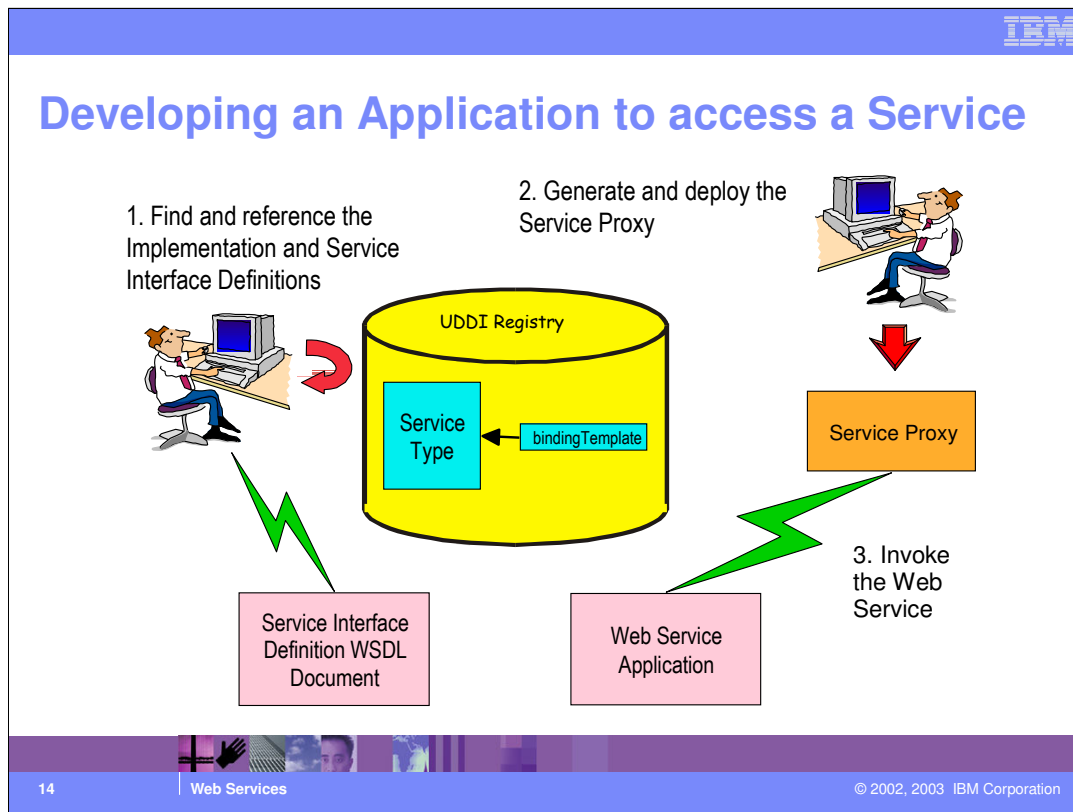 IBM
Developing an Application to access a Service
1. Find and reference the
Implementation and Service
Interface Definitions
2. Generate and deploy the
Service Proxy
UDDI Registry
Service
Type
bindingTemplate
Service Proxy
3. Invoke
the Web
Service
Service Interface
Definition WSDL
Document
Web Service
Application
14
Web Services
© 2002, 2003 IBM Corporation